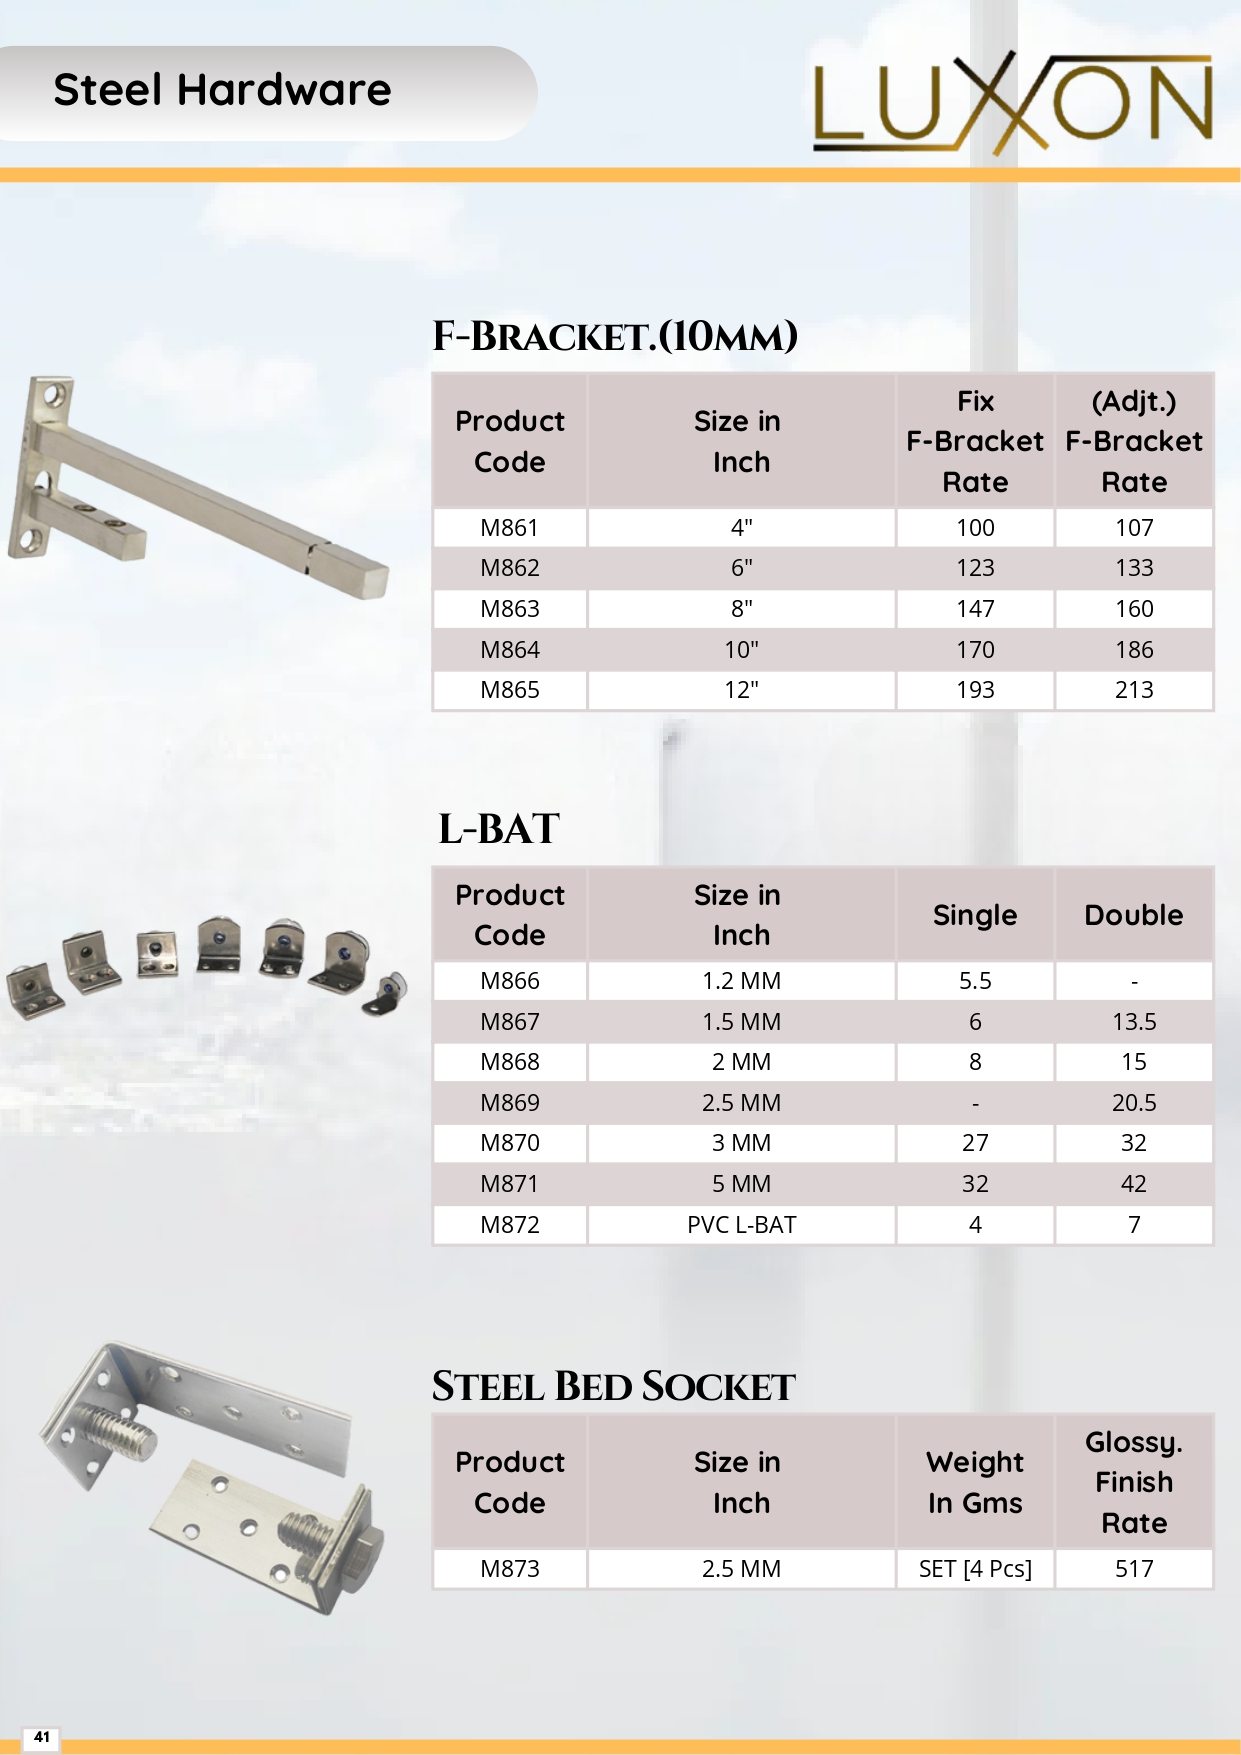 Steel Hardware
LUXXON
F-BRACKET.(10MM)
Product Code | Size in Inch | Fix F-Bracket Rate | (Adjt.) F-Bracket Rate
M861 | 4" | 100 | 107
M862 | 6" | 123 | 133
M863 | 8" | 147 | 160
M864 | 10" | 170 | 186
M865 | 12" | 193 | 213
L-BAT
Product Code | Size in Inch | Single | Double
M866 | 1.2 MM | 5.5 | -
M867 | 1.5 MM | 6 | 13.5
M868 | 2 MM | 8 | 15
M869 | 2.5 MM | - | 20.5
M870 | 3 MM | 27 | 32
M871 | 5 MM | 32 | 42
M872 | PVC L-BAT | 4 | 7
STEEL BED SOCKET
Product Code | Size in Inch | Weight In Gms | Glossy. Finish Rate
M873 | 2.5 MM | SET [4 Pcs] | 517
41